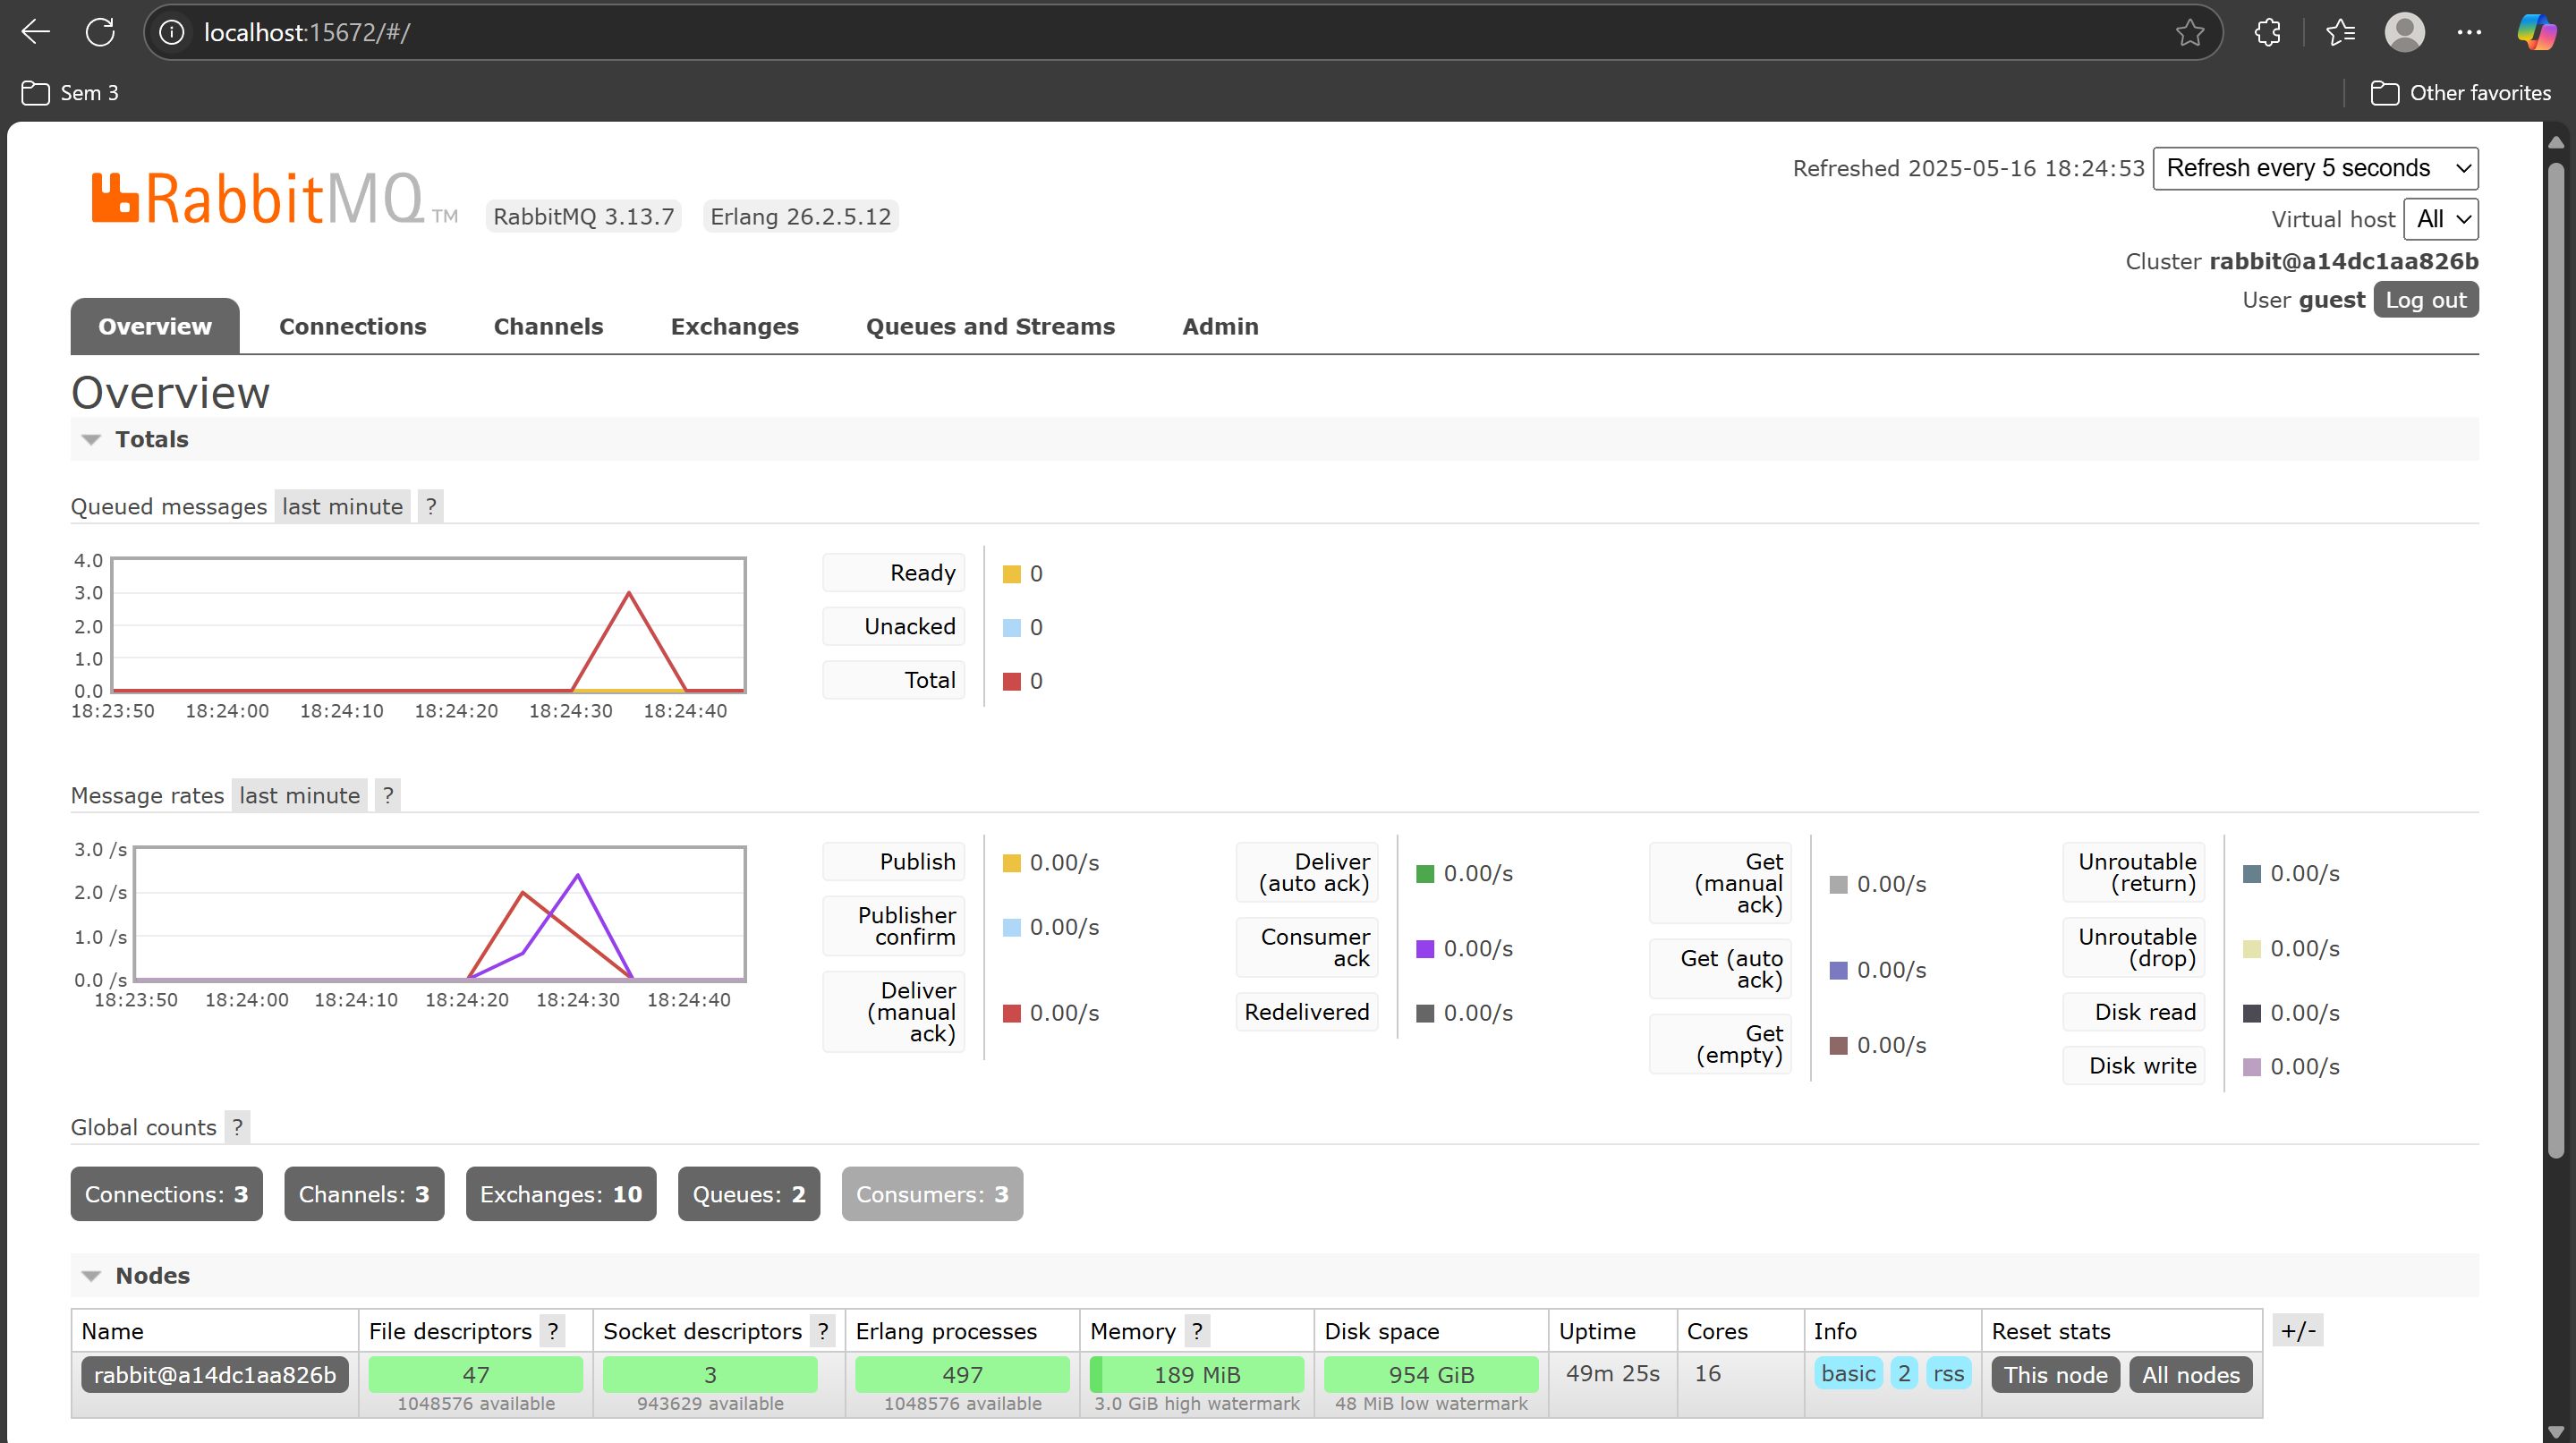 localhost:15672/#/
Sem 3
Other favorites
RabbitMQ TM
RabbitMQ 3.13.7
Erlang 26.2.5.12
Refreshed 2025-05-16 18:24:53
Refresh every 5 seconds
Virtual host All
Cluster rabbit@a14dc1aa826b
User guest Log out
Overview
Connections
Channels
Exchanges
Queues and Streams
Admin
Overview
Totals
Queued messages last minute ?
4.0
3.0
2.0
1.0
0.0
18:23:50 18:24:00 18:24:10 18:24:20 18:24:30 18:24:40
Ready 0
Unacked 0
Total 0
Message rates last minute ?
3.0 /s
2.0 /s
1.0 /s
0.0 /s
18:23:50 18:24:00 18:24:10 18:24:20 18:24:30 18:24:40
Publish 0.00/s
Publisher
confirm 0.00/s
Deliver
(manual 0.00/s
ack)
Deliver
(auto ack) 0.00/s
Consumer
ack 0.00/s
Redelivered 0.00/s
Get
(manual 0.00/s
ack)
Get (auto
ack) 0.00/s
Get
(empty) 0.00/s
Unroutable
(return) 0.00/s
Unroutable
(drop) 0.00/s
Disk read 0.00/s
Disk write 0.00/s
Global counts ?
Connections: 3
Channels: 3
Exchanges: 10
Queues: 2
Consumers: 3
Nodes
Name File descriptors ? Socket descriptors ? Erlang processes Memory ? Disk space Uptime Cores Info Reset stats +/-
rabbit@a14dc1aa826b 47 3 497 189 MiB 954 GiB 49m 25s 16 basic 2 rss This node All nodes
1048576 available 943629 available 1048576 available 3.0 GiB high watermark 48 MiB low watermark